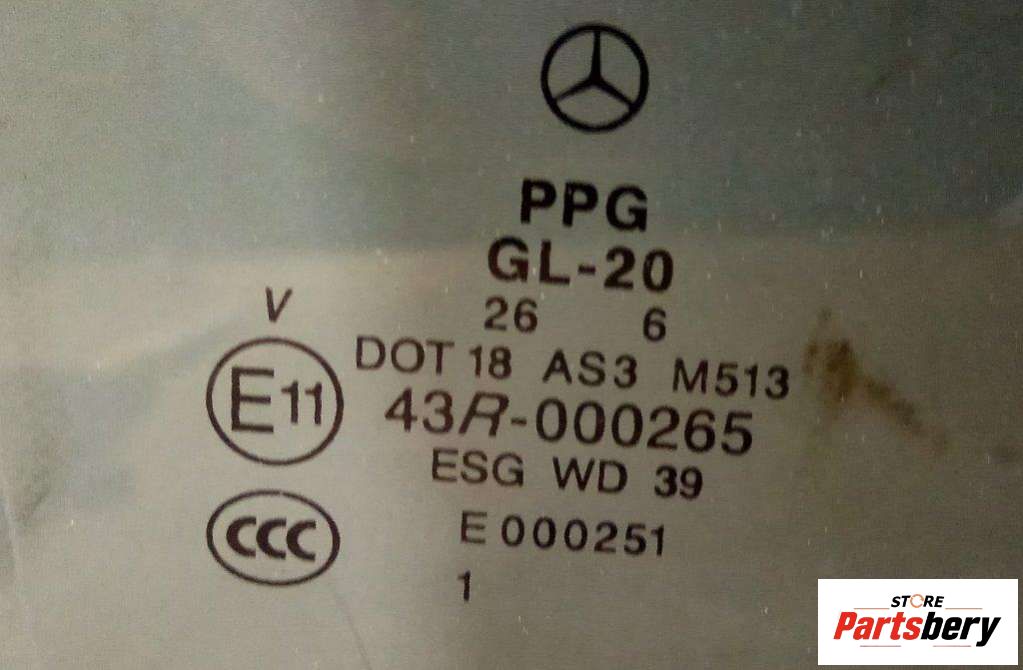 PPG
GL-20
26 6
V
DOT 18 AS3 M513
E11
43R-000265
ESG WD 39
CCC
E 000251
1
STORE
Partsbery